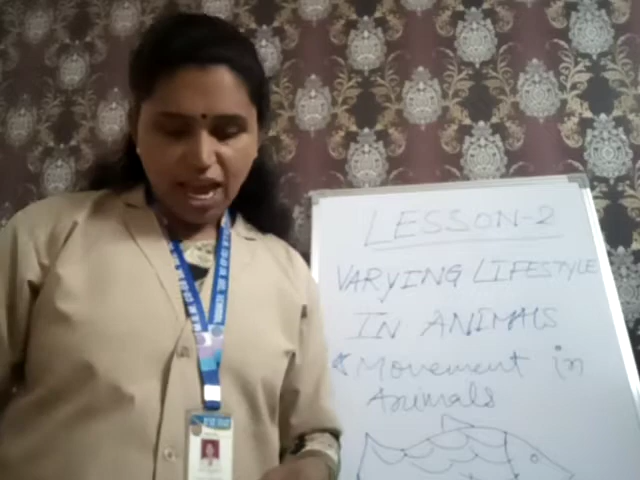 LESSON-2
VARYING LIFESTYLE
IN ANIMALS
* Movement in
Animals